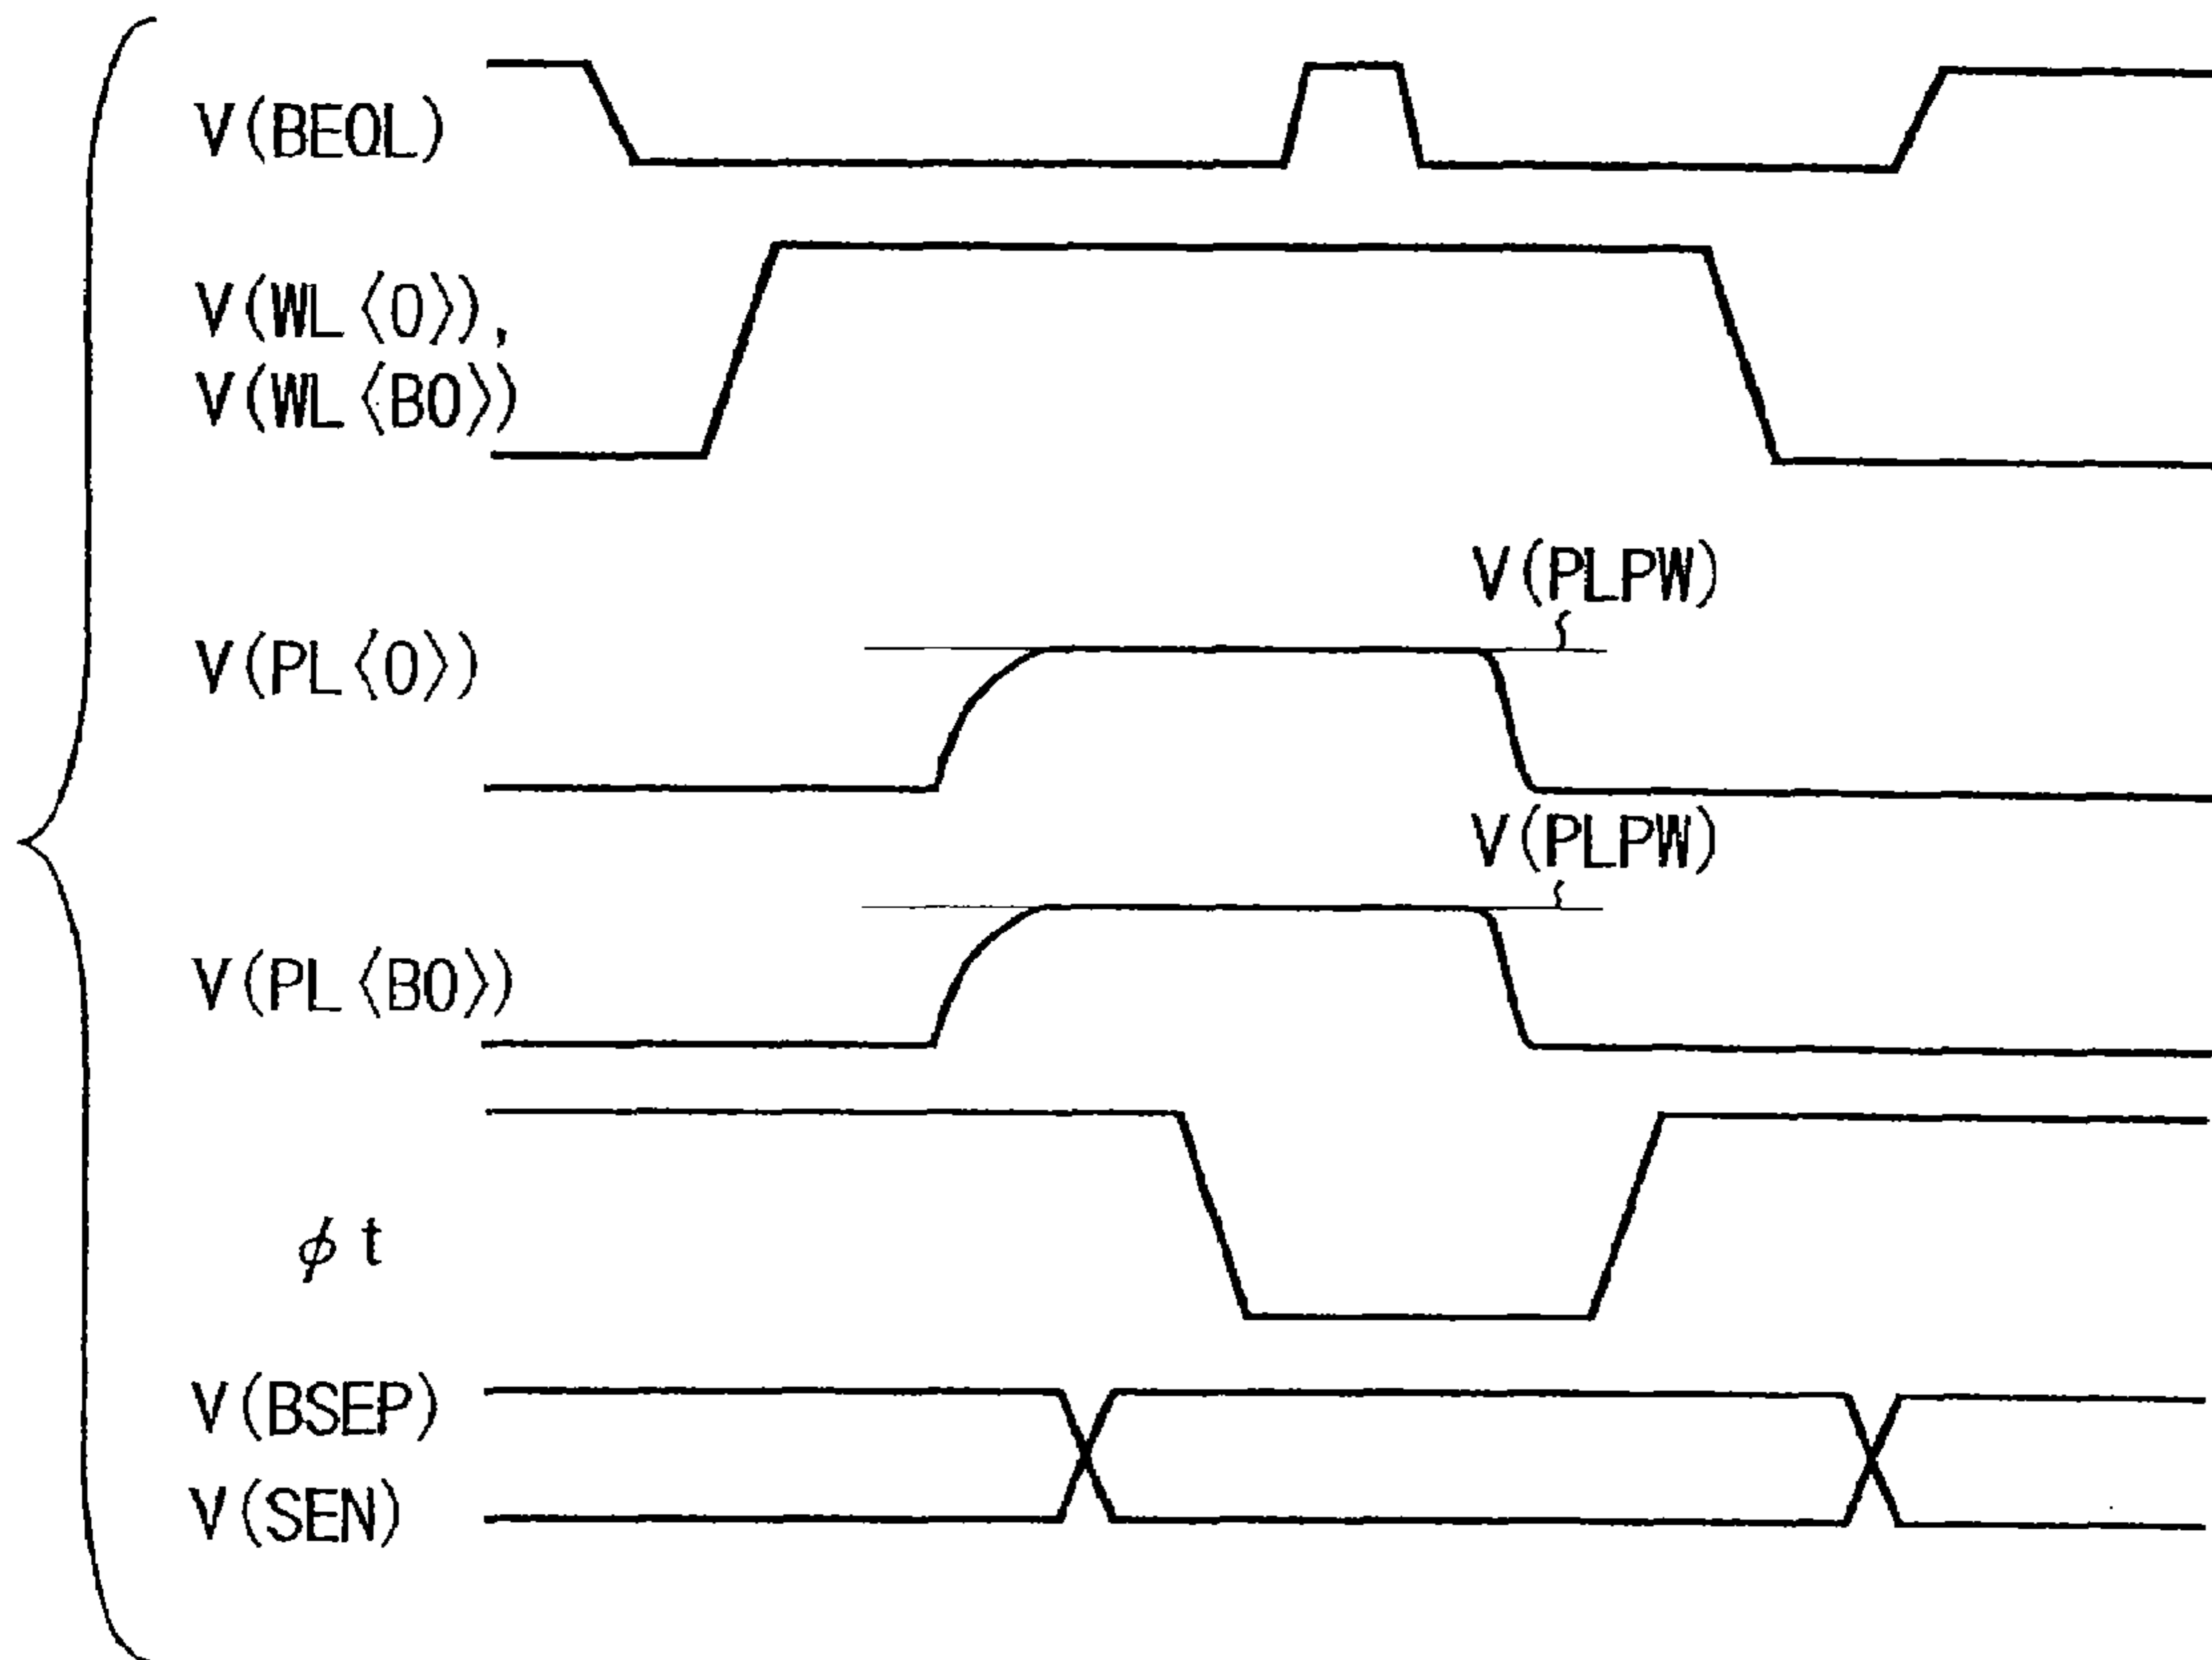 V(BEQL)
V(WL〈0〉),
V(WL〈B0〉)
V(PLPW)
V(PL〈0〉)
V(PLPW)
V(PL〈B0〉)
φt
V(BSEP)
V(SEN)